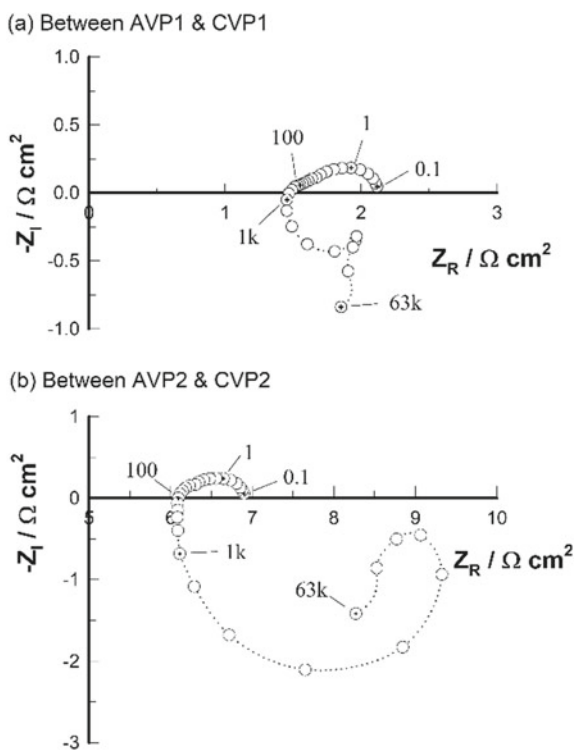 (a) Between AVP1 & CVP1
1.0
0.5
0.0
-0.5
-1.0
-Z_I / Ω cm²
100
1
0.1
1k
63k
0
1
2
3
Z_R / Ω cm²
(b) Between AVP2 & CVP2
1
0
-1
-2
-3
-Z_I / Ω cm²
100
1
0.1
1k
63k
5
6
7
8
9
10
Z_R / Ω cm²